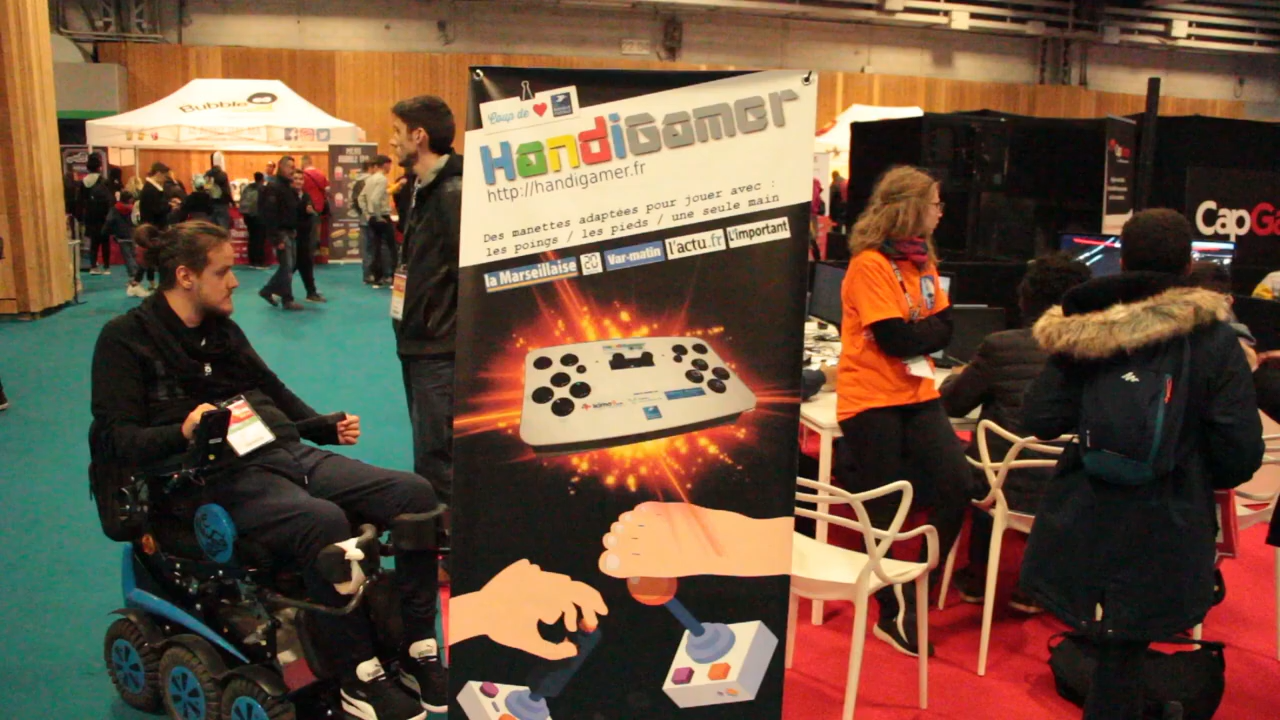 Bubble
Coup de
HandiGamer
http://handigamer.fr
Des manettes adaptées pour jouer avec :
les poings / les pieds / une seule main
la Marseillaise 20 Var-matin l'actu.fr L'important
CapG
PUMA